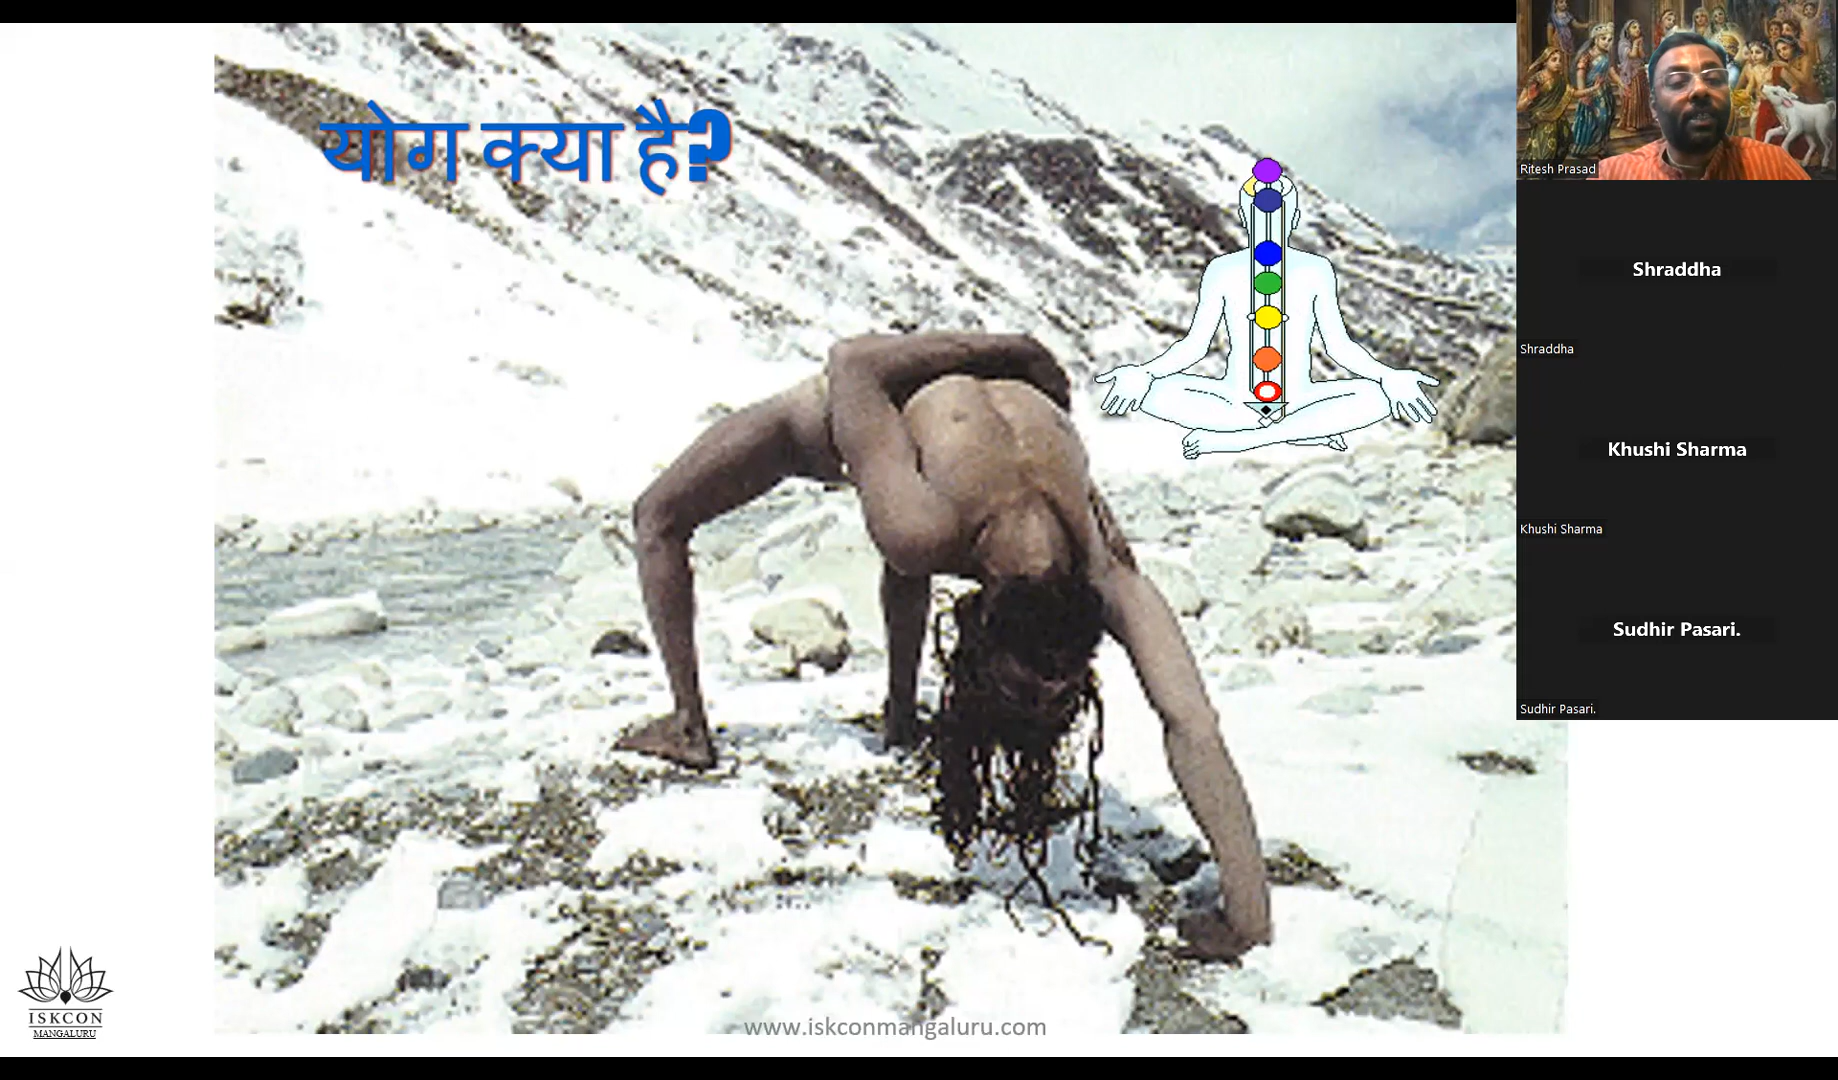 योग क्या है?
Ritesh Prasad
Shraddha
Shraddha
Khushi Sharma
Khushi Sharma
Sudhir Pasari.
Sudhir Pasari.
ISKCON
MANGALURU
www.iskconmangaluru.com